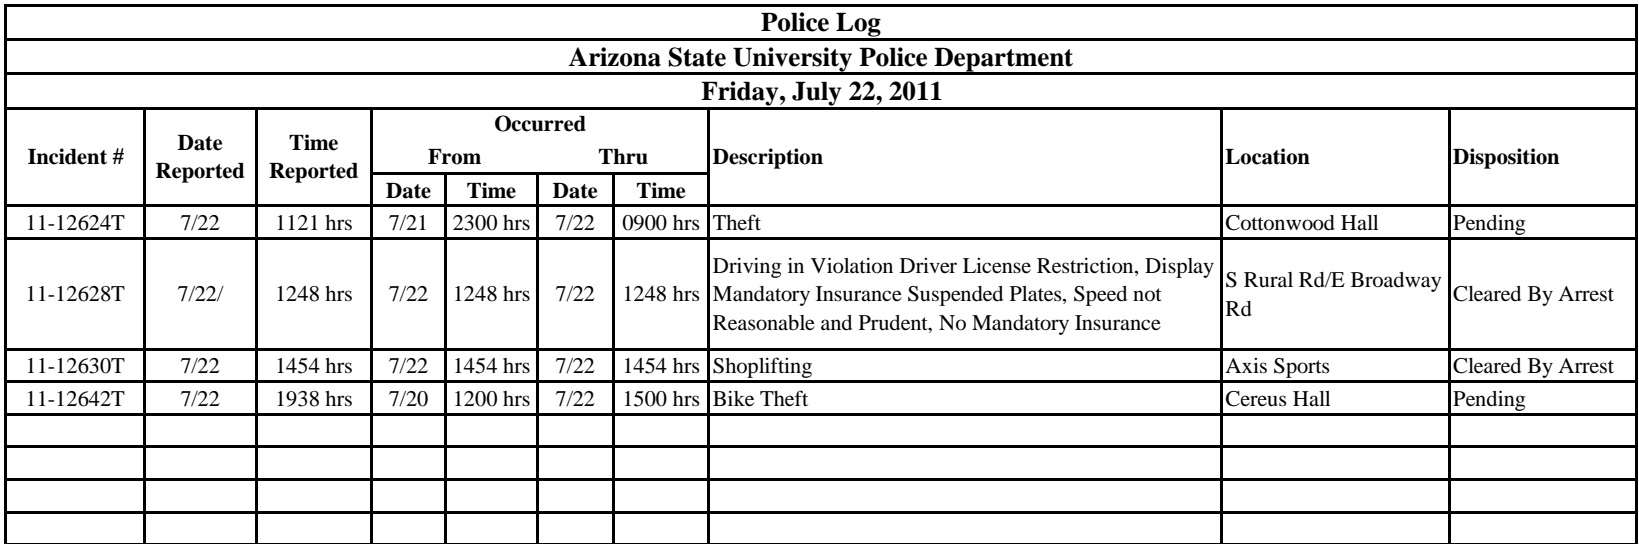 Police Log
Arizona State University Police Department
Friday, July 22, 2011
Incident # Date Reported Time Reported Occurred Description Location Disposition
From Thru
Date Time Date Time
11-12624T 7/22 1121 hrs 7/21 2300 hrs 7/22 0900 hrs Theft Cottonwood Hall Pending
11-12628T 7/22/ 1248 hrs 7/22 1248 hrs 7/22 1248 hrs Driving in Violation Driver License Restriction, Display Mandatory Insurance Suspended Plates, Speed not Reasonable and Prudent, No Mandatory Insurance S Rural Rd/E Broadway Rd Cleared By Arrest
11-12630T 7/22 1454 hrs 7/22 1454 hrs 7/22 1454 hrs Shoplifting Axis Sports Cleared By Arrest
11-12642T 7/22 1938 hrs 7/20 1200 hrs 7/22 1500 hrs Bike Theft Cereus Hall Pending